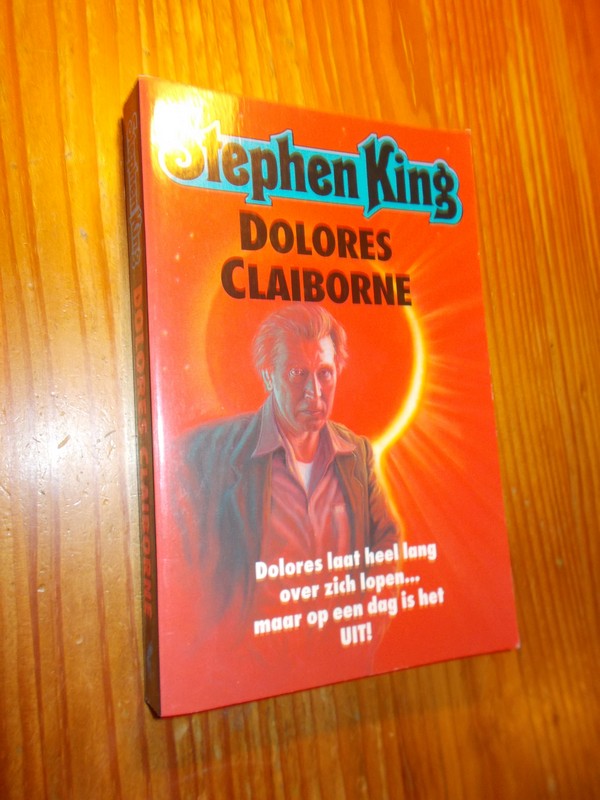 Stephen King
DOLORES
CLAIBORNE
Dolores laat heel lang
over zich lopen...
maar op een dag is het
UIT!
Stephen King DOLORES CLAIBORNE